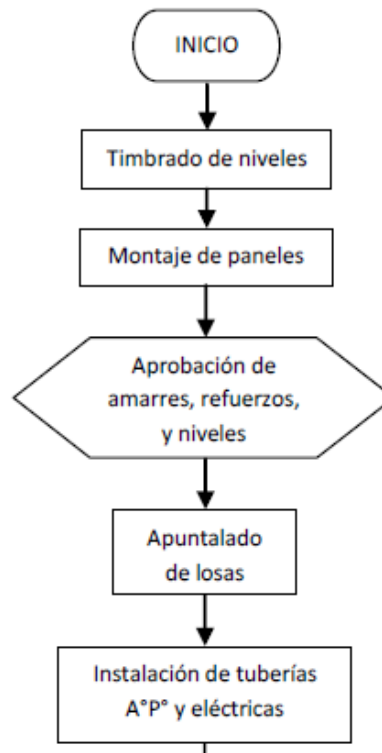 INICIO
Timbrado de niveles
Montaje de paneles
Aprobación de
amarres, refuerzos,
y niveles
Apuntalado
de losas
Instalación de tuberías
A°P° y eléctricas